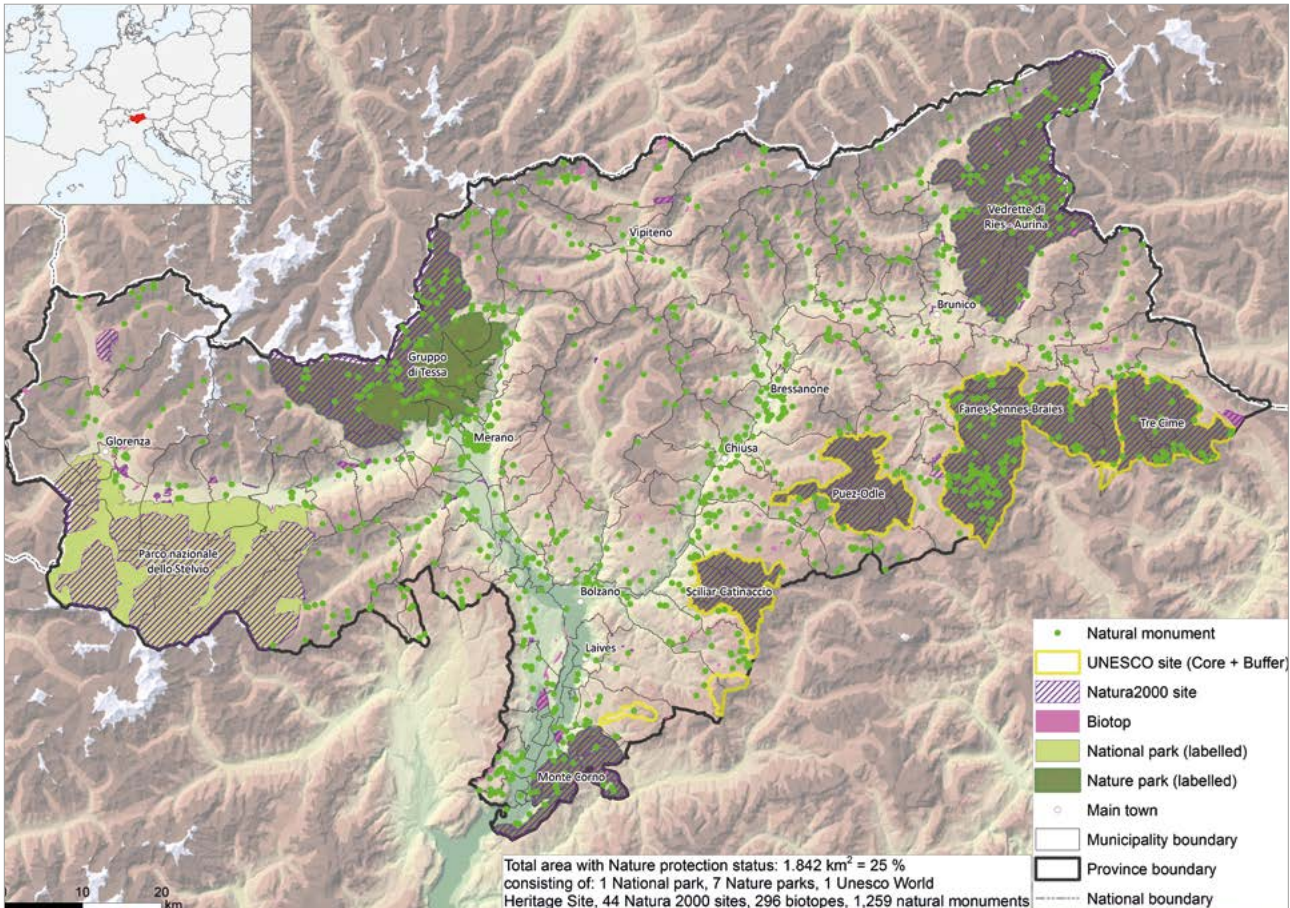 Vedrette di
Ries - Aurina
Vipiteno
Brunico
Gruppo
di Tessa
Bressanone
Fanes-Sennes-Braies
Tre Cime
Merano
Glorenza
Chiusa
Puez-Odle
Parco nazionale
dello Stelvio
Bolzano
Sciliar-Catinaccio
Laives
Monte Corno
Natural monument
UNESCO site (Core + Buffer)
Natura2000 site
Biotop
National park (labelled)
Nature park (labelled)
Main town
Municipality boundary
Province boundary
National boundary
0 10 20
km
Total area with Nature protection status: 1.842 km² = 25 %
consisting of: 1 National park, 7 Nature parks, 1 Unesco World
Heritage Site, 44 Natura 2000 sites, 296 biotopes, 1,259 natural monuments